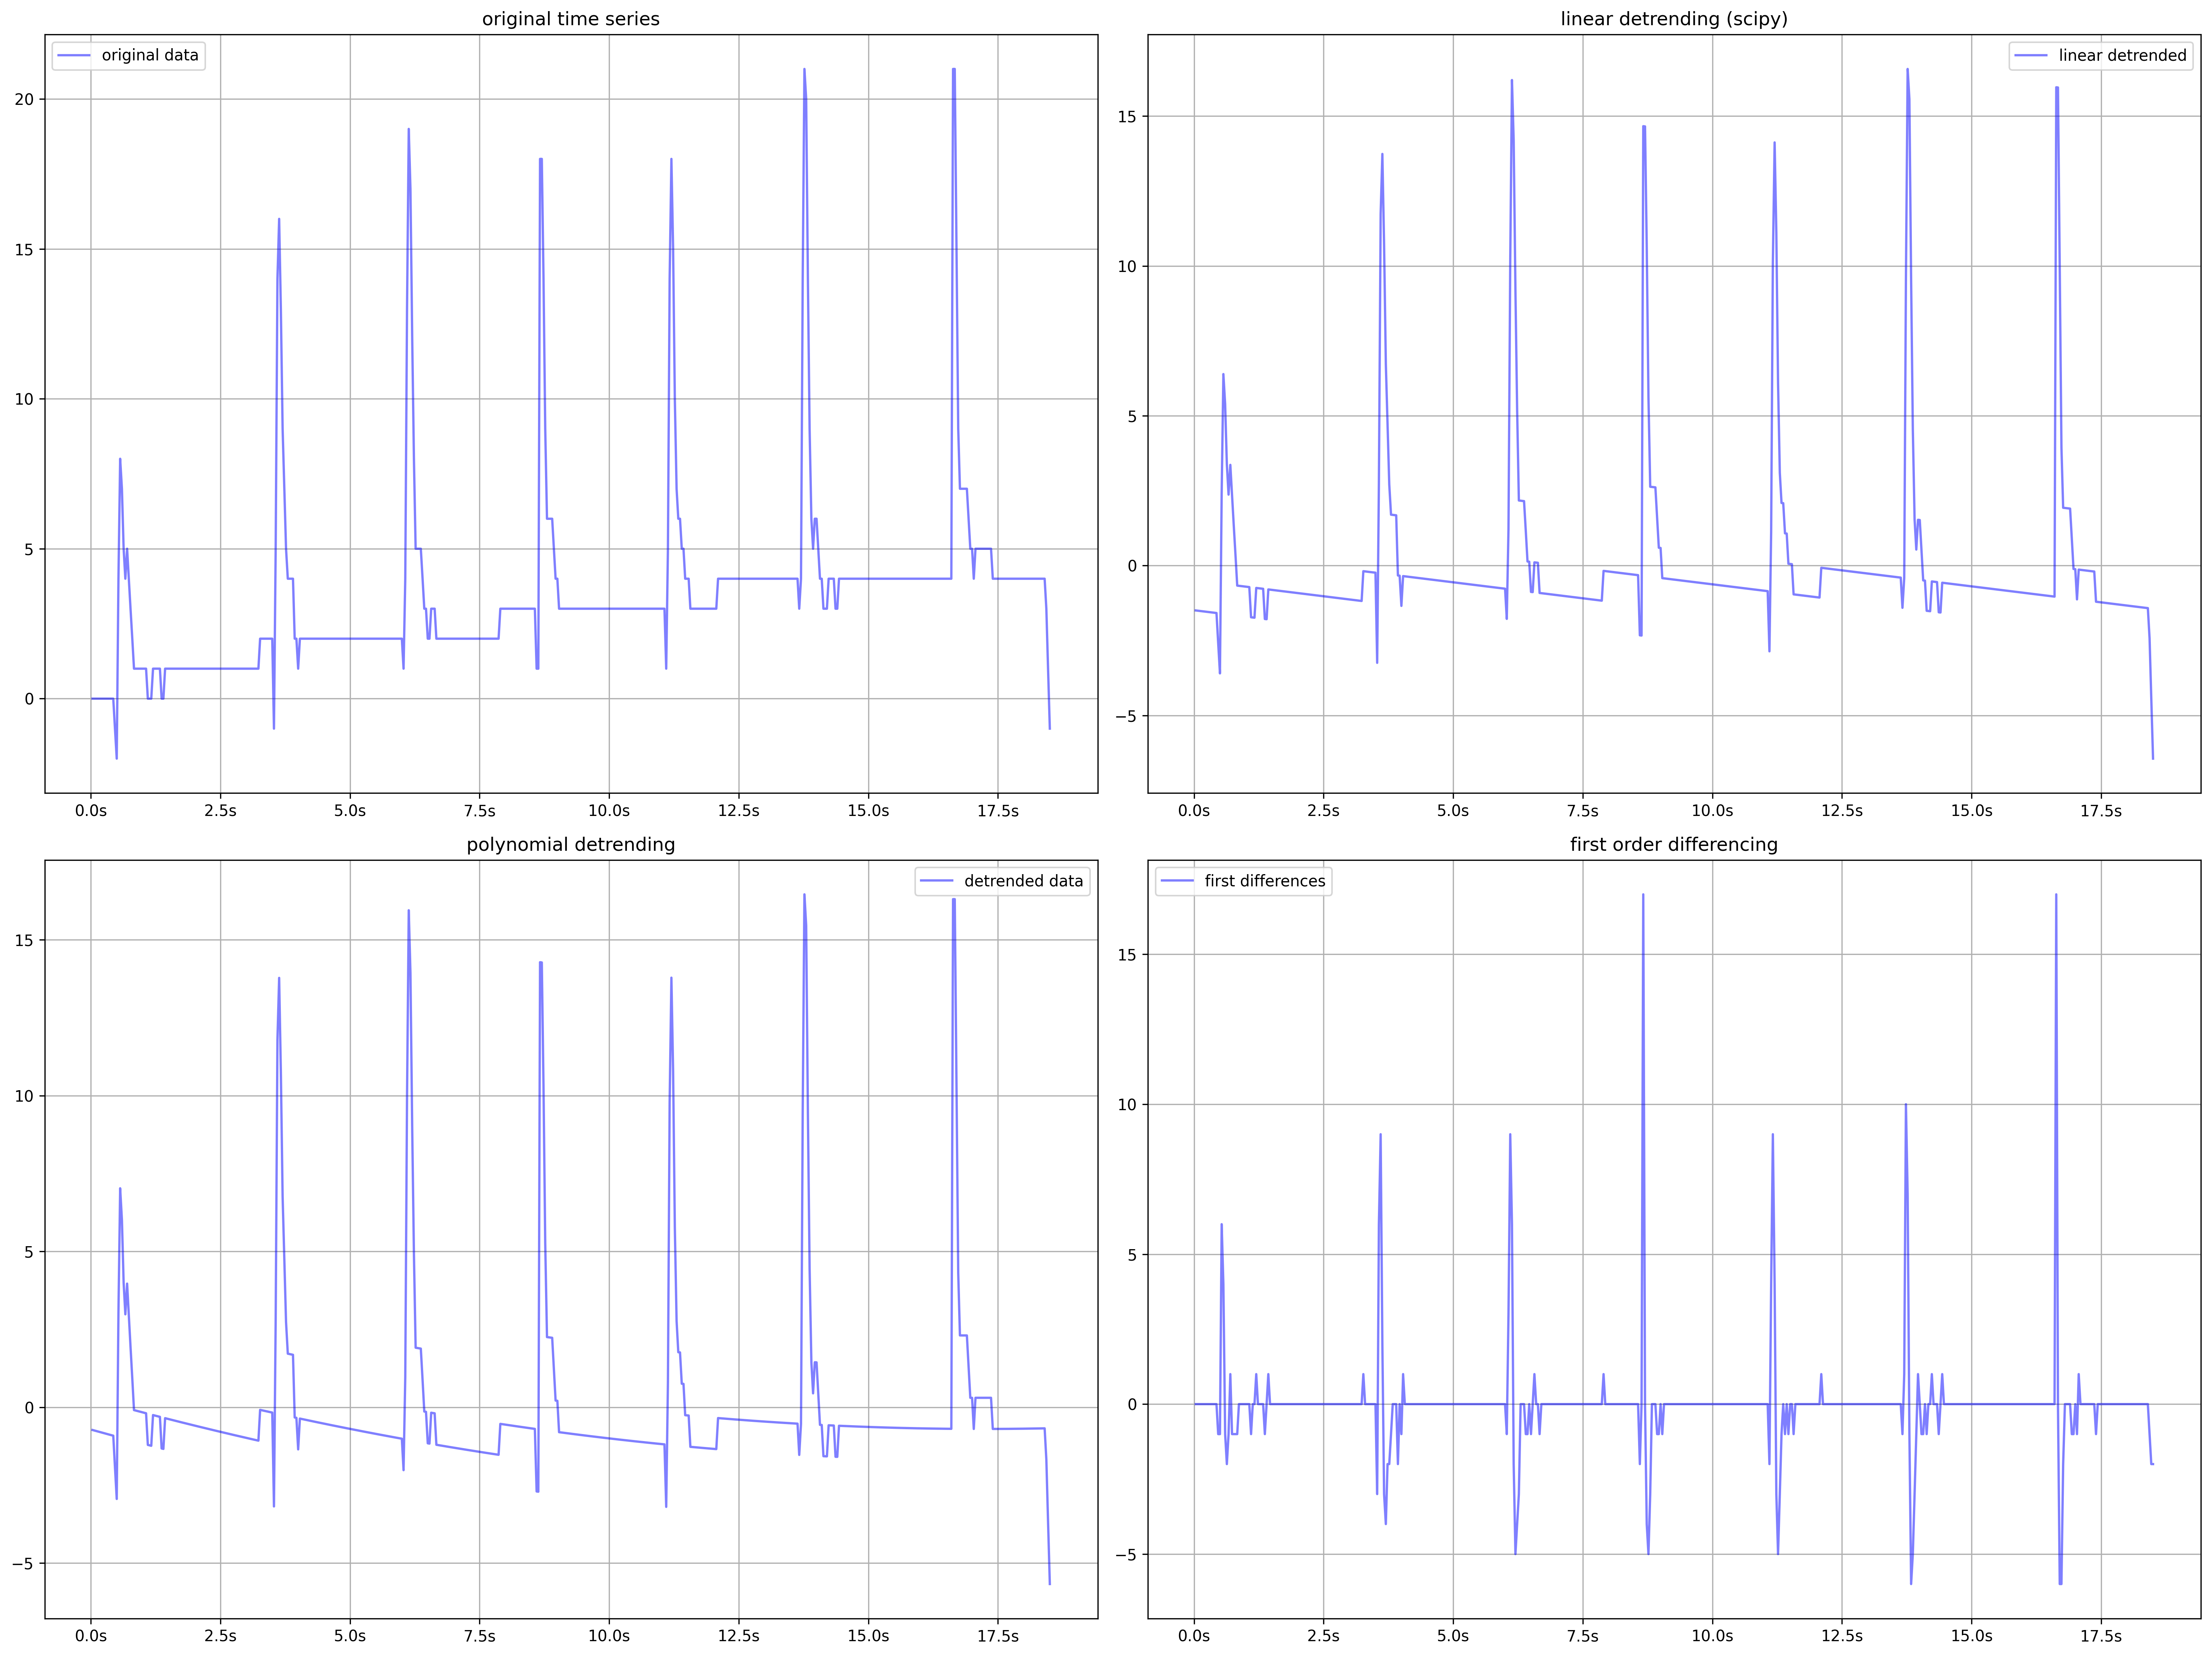 original time series
original data
20
15
10
5
0
0.0s 2.5s 5.0s 7.5s 10.0s 12.5s 15.0s 17.5s
linear detrending (scipy)
linear detrended
15
10
5
0
−5
0.0s 2.5s 5.0s 7.5s 10.0s 12.5s 15.0s 17.5s
polynomial detrending
detrended data
15
10
5
0
−5
0.0s 2.5s 5.0s 7.5s 10.0s 12.5s 15.0s 17.5s
first order differencing
first differences
15
10
5
0
−5
0.0s 2.5s 5.0s 7.5s 10.0s 12.5s 15.0s 17.5s